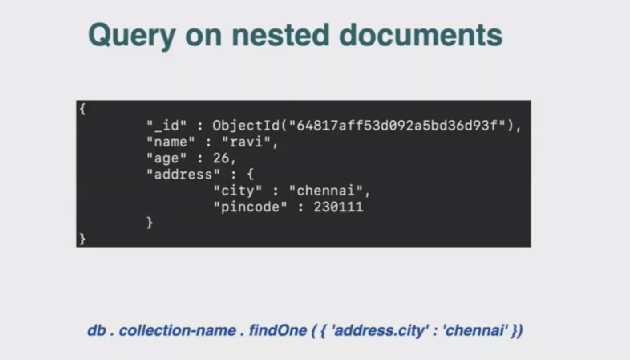 Query on nested documents
{
"_id" : ObjectId("64817aff53d092a5bd36d93f"),
"name" : "ravi",
"age" : 26,
"address" : {
"city" : "chennai",
"pincode" : 230111
}
}
db . collection-name . findOne ( { 'address.city' : 'chennai' })